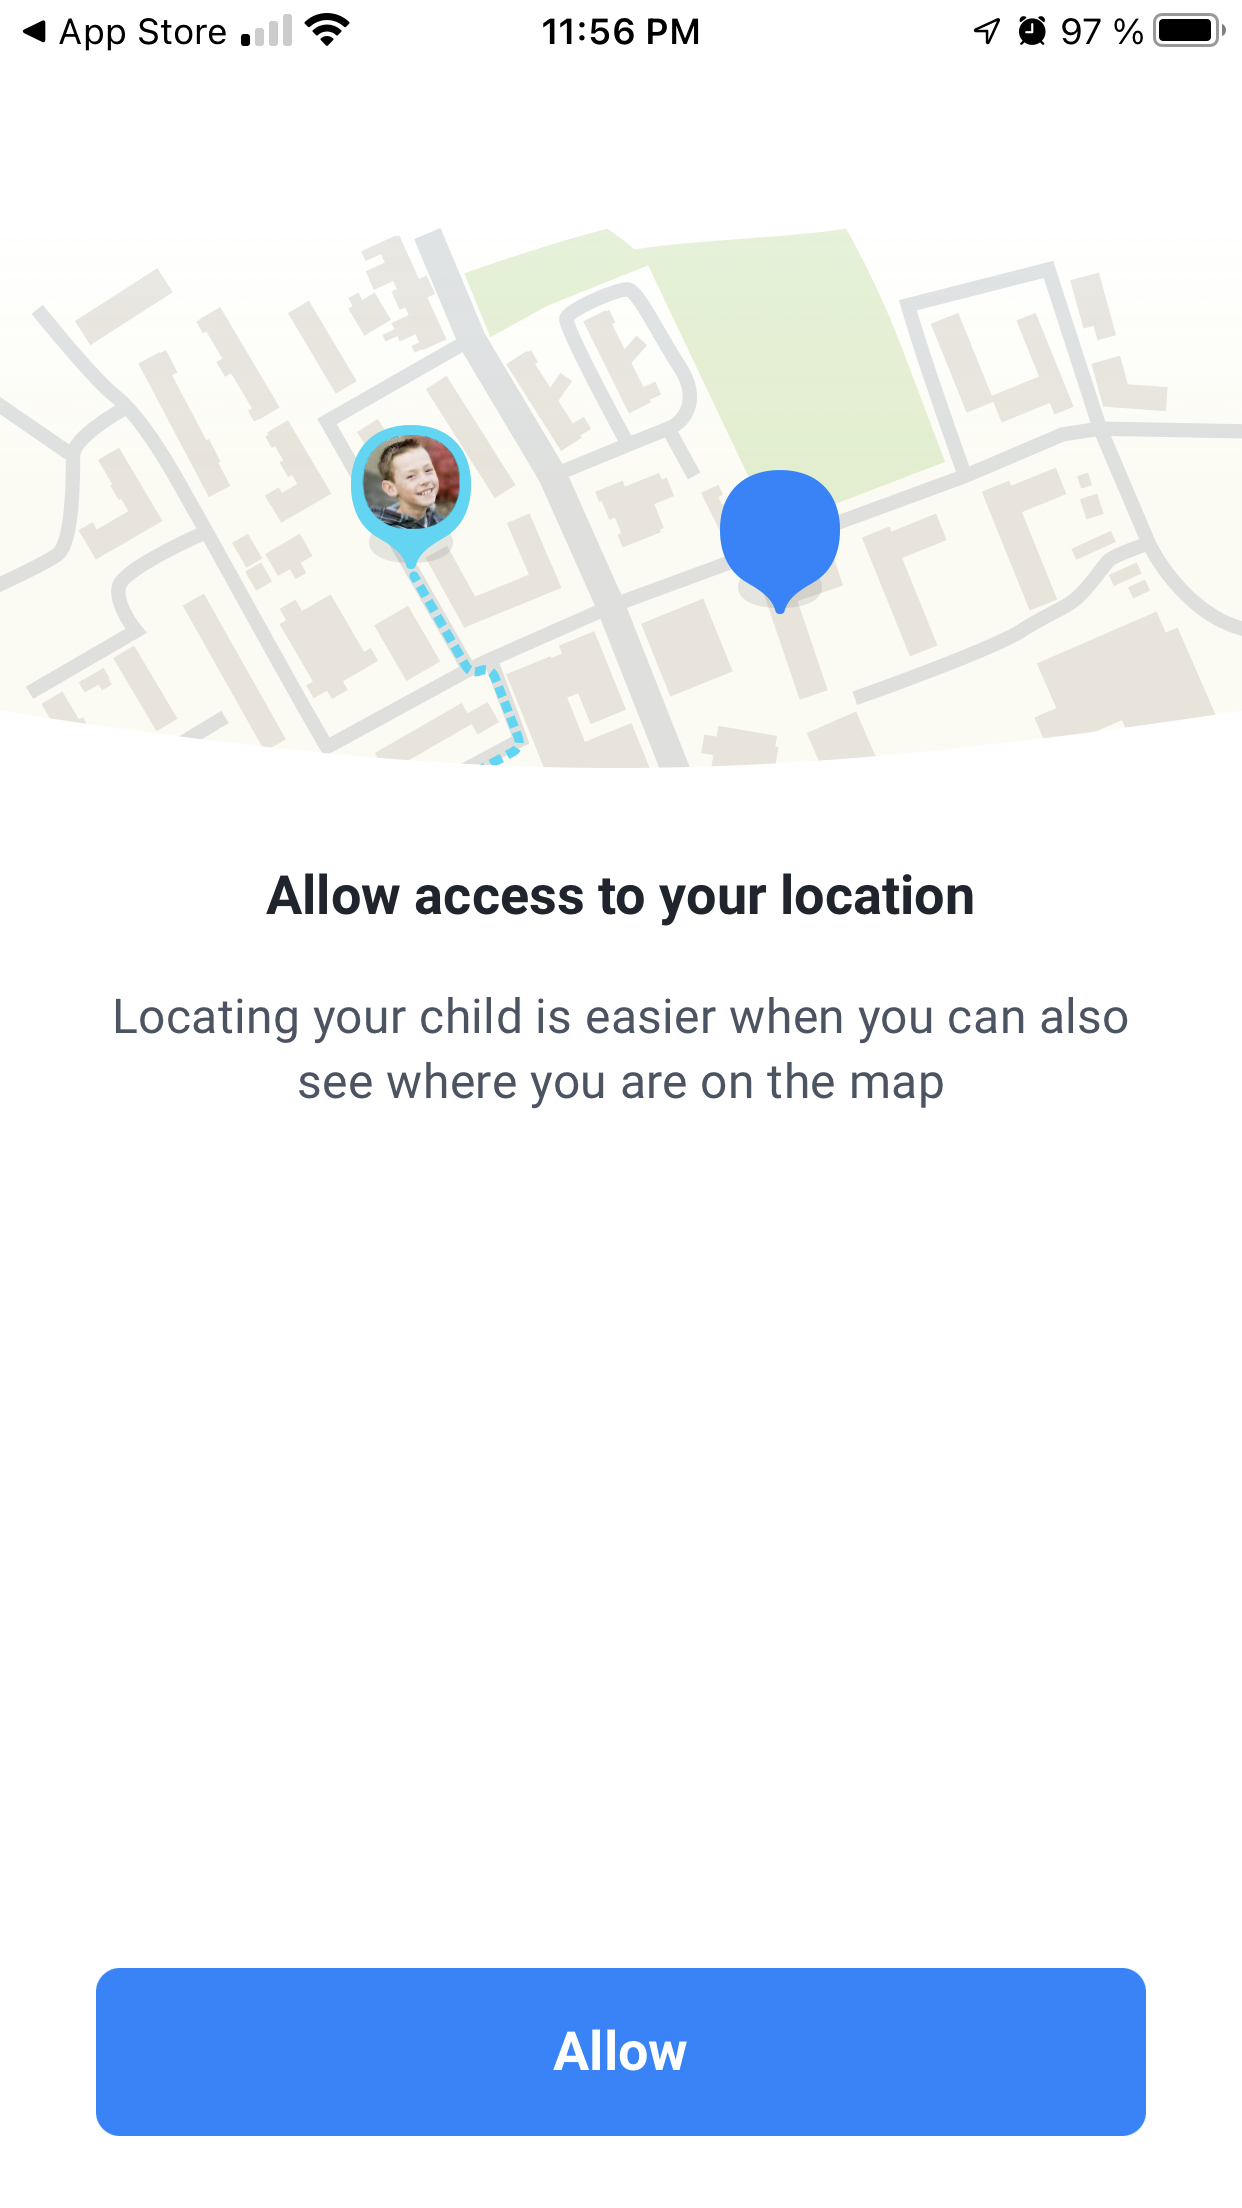 App Store
11:56 PM
97 %
Allow access to your location
Locating your child is easier when you can also
see where you are on the map
Allow